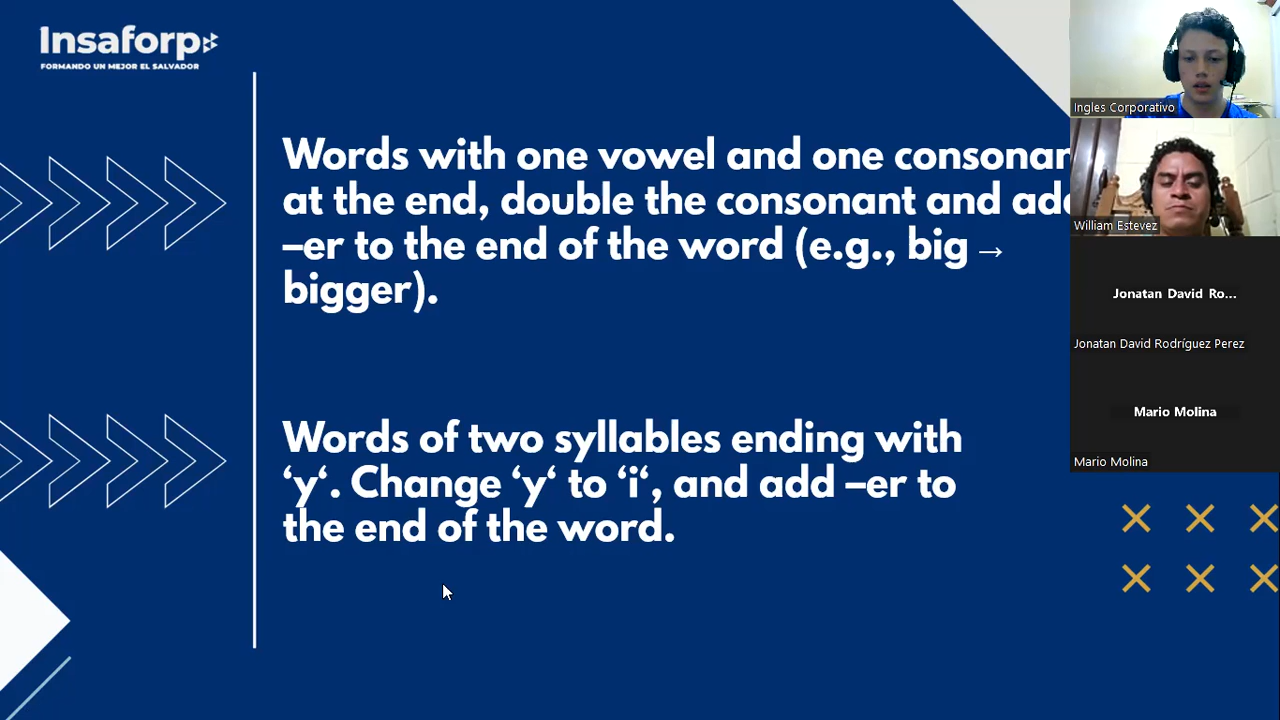 Insaforp
FORMANDO UN MEJOR EL SALVADOR
Words with one vowel and one consonan
at the end, double the consonant and add
–er to the end of the word (e.g., big →
bigger).
Words of two syllables ending with
‘y‘. Change ‘y‘ to ‘i‘, and add –er to
the end of the word.
Ingles Corporativo
William Estevez
Jonatan David Ro...
Jonatan David Rodríguez Perez
Mario Molina
Mario Molina